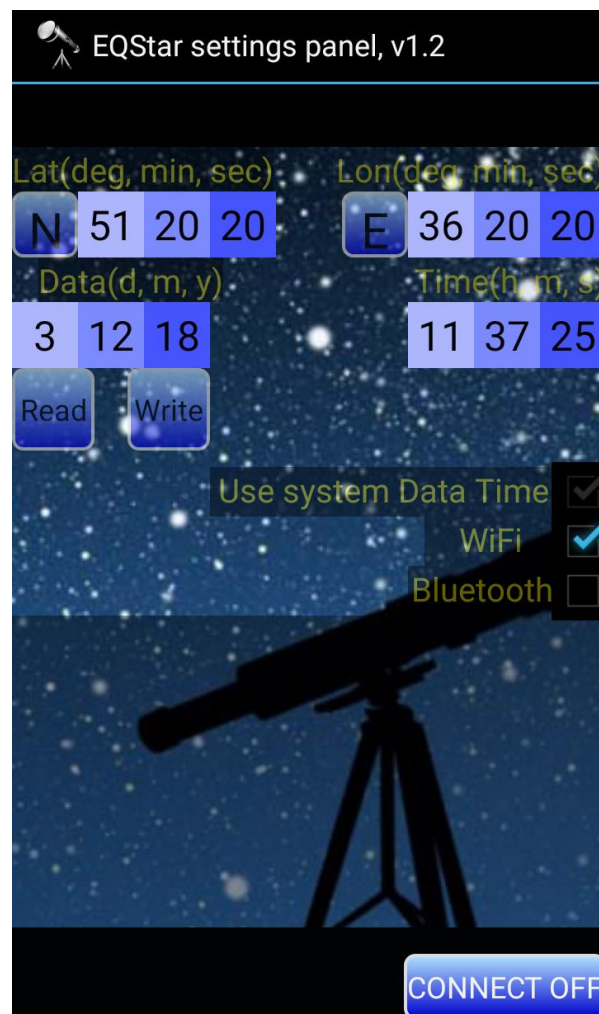 EQStar settings panel, v1.2
Lat(deg, min, sec) Lon(deg, min, sec)
N 51 20 20 E 36 20 20
Data(d, m, y) Time(h, m, s)
3 12 18 11 37 25
Read Write
Use system Data Time
WiFi
Bluetooth
CONNECT OFF